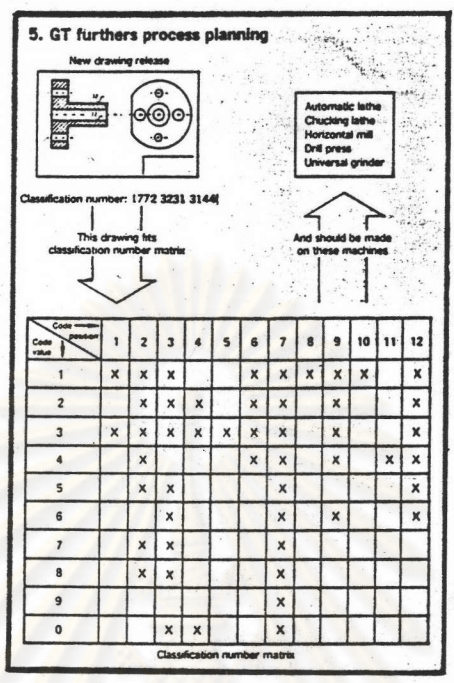 5. GT furthers process planning
New drawing release
Automatic lathe
Chucking lathe
Horizontal mill
Drill press
Universal grinder
Classification number: 1772 3231 3144
This drawing fits
classification number matrix
And should be made
on these machines
Code position
Code value
1 2 3 4 5 6 7 8 9 10 11 12
1 X X X X X X X X X
2 X X X X X X X
3 X X X X X X X X X
4 X X X X X X
5 X X X X
6 X X X X
7 X X X
8 X X X
9 X
0 X X X
Classification number matrix